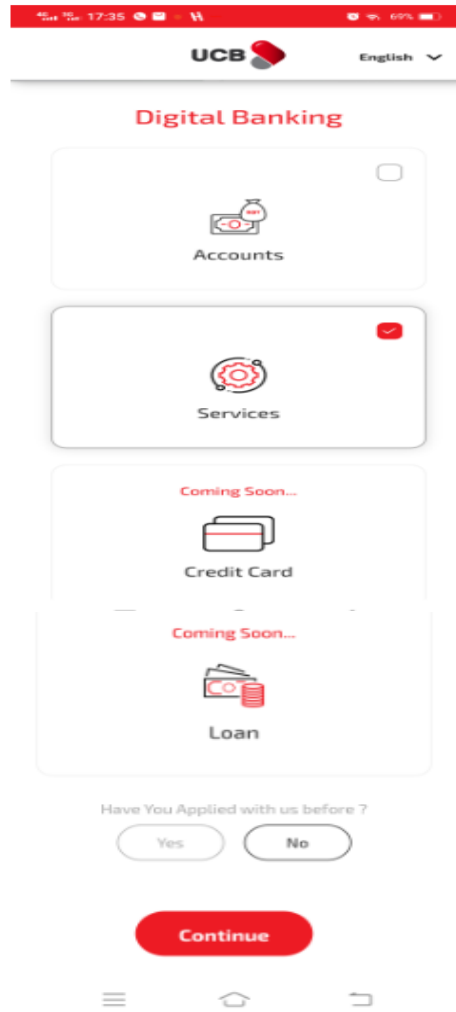 17:35
69%
UCB
English
Digital Banking
Accounts
Services
Coming Soon...
Credit Card
Coming Soon...
Loan
Have You Applied with us before ?
Yes
No
Continue